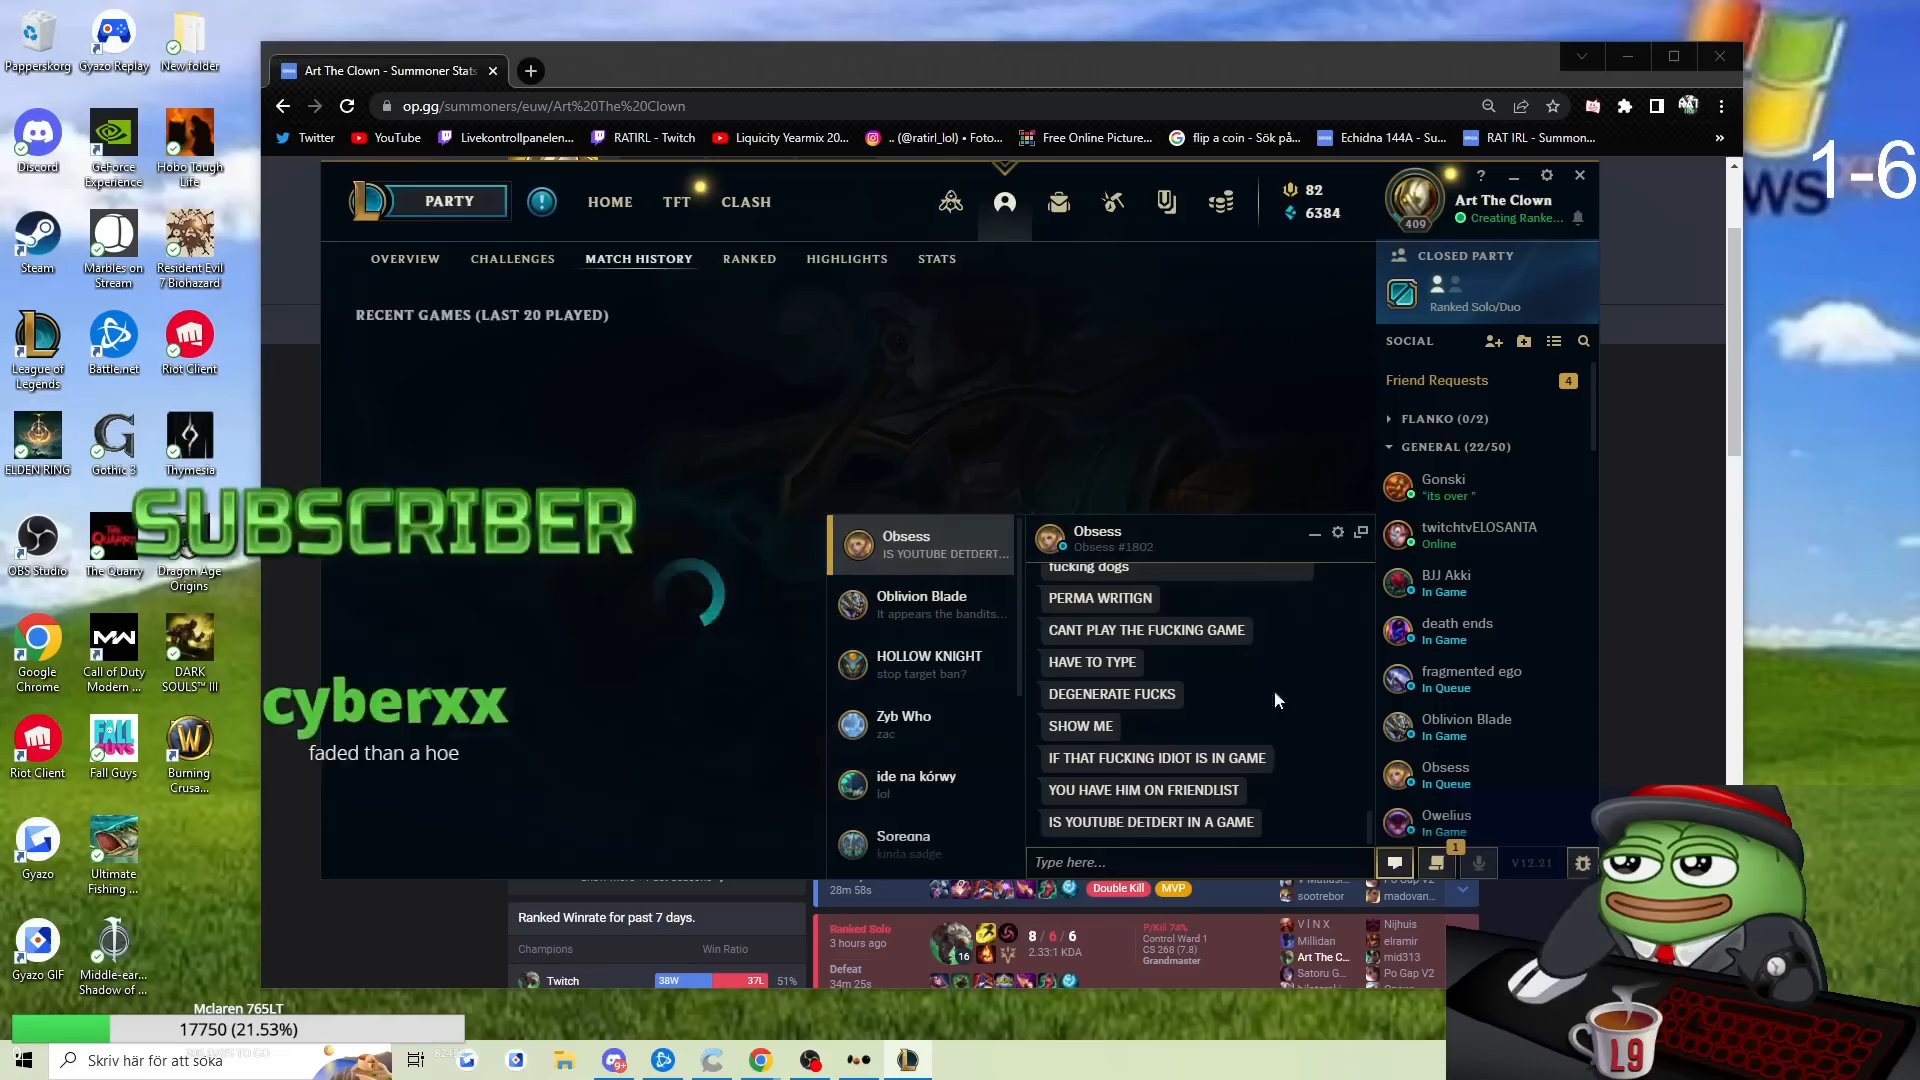 Papperskorg
Gyazo Replay
New folder
Discord
GeForce Experience
Hobo Tough Life
Steam
Marbles on Stream
Resident Evil 7 Biohazard
League of Legends
Battle.net
Riot Client
ELDEN RING
Gothic 3
Thymesia
OBS Studio
The Quarry
Dragon Age Origins
Google Chrome
Call of Duty Modern ...
DARK SOULS™ III
Riot Client
Fall Guys
Burning Crusa...
Gyazo
Ultimate Fishing ...
Gyazo GIF
Middle-ear... Shadow of ...
SUBSCRIBER
cyberxx
faded than a hoe
Mclaren 765LT
17750 (21.53%)
Skriv här för att söka
Art The Clown - Summoner Stats
op.gg/summoners/euw/Art%20The%20Clown
Twitter
YouTube
Livekontrollpanelen...
RATIRL - Twitch
Liquicity Yearmix 20...
.. (@ratirl_lol) • Foto...
Free Online Picture...
flip a coin - Sök på...
Echidna 144A - Su...
RAT IRL - Summon...
1-6
PARTY
HOME
TFT
CLASH
82
6384
409
Art The Clown
Creating Ranke...
OVERVIEW
CHALLENGES
MATCH HISTORY
RANKED
HIGHLIGHTS
STATS
RECENT GAMES (LAST 20 PLAYED)
CLOSED PARTY
Ranked Solo/Duo
SOCIAL
Friend Requests
4
FLANKO (0/2)
GENERAL (22/50)
Gonski
"its over "
twitchtvELOSANTA
Online
BJJ Akki
In Game
death ends
In Game
fragmented ego
In Queue
Oblivion Blade
In Game
Obsess
In Queue
Owelius
In Game
1
V12.21
Obsess
IS YOUTUBE DETDERT...
Oblivion Blade
It appears the bandits...
HOLLOW KNIGHT
stop target ban?
Zyb Who
zac
ide na kórwy
lol
Soregna
kinda sadge
Obsess
Obsess #1802
fucking dogs
PERMA WRITIGN
CANT PLAY THE FUCKING GAME
HAVE TO TYPE
DEGENERATE FUCKS
SHOW ME
IF THAT FUCKING IDIOT IS IN GAME
YOU HAVE HIM ON FRIENDLIST
IS YOUTUBE DETDERT IN A GAME
Type here...
28m 58s
Double Kill
MVP
sootrebor
madovan...
Ranked Winrate for past 7 days.
Champions
Win Ratio
Twitch
38W
37L
51%
Ranked Solo
3 hours ago
Defeat
34m 25s
16
8 / 6 / 6
2.33:1 KDA
P/Kill 74%
Control Ward 1
CS 268 (7.8)
Grandmaster
V Í N X
Millidan
Art The C...
Satoru G...
Nijhuis
elramir
mid313
Po Gap V2
9+
L9